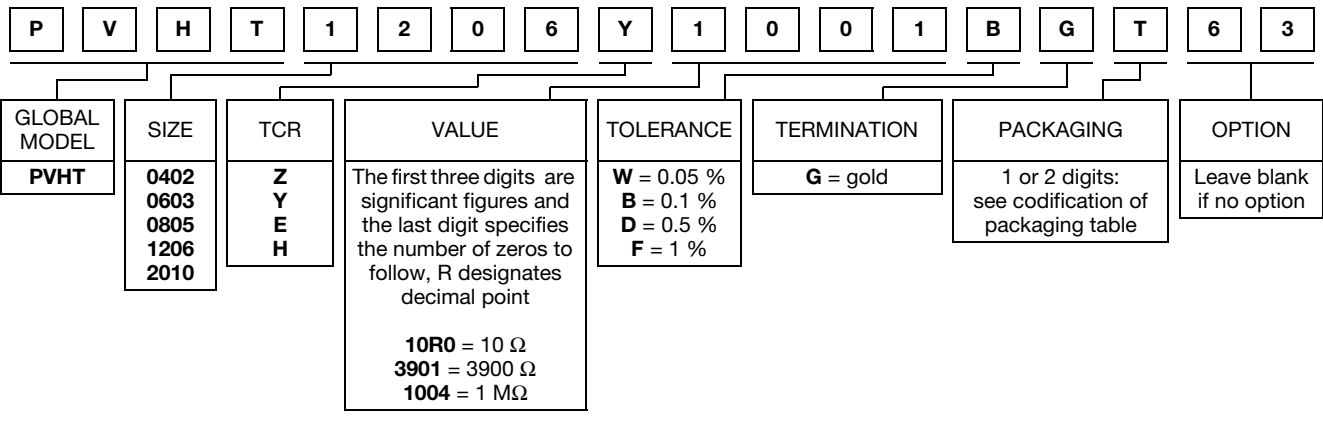 P V H T 1 2 0 6 Y 1 0 0 1 B G T 6 3
GLOBAL
MODEL
PVHT
SIZE
0402
0603
0805
1206
2010
TCR
Z
Y
E
H
VALUE
The first three digits are
significant figures and
the last digit specifies
the number of zeros to
follow, R designates
decimal point
10R0 = 10 Ω
3901 = 3900 Ω
1004 = 1 MΩ
TOLERANCE
W = 0.05 %
B = 0.1 %
D = 0.5 %
F = 1 %
TERMINATION
G = gold
PACKAGING
1 or 2 digits:
see codification of
packaging table
OPTION
Leave blank
if no option